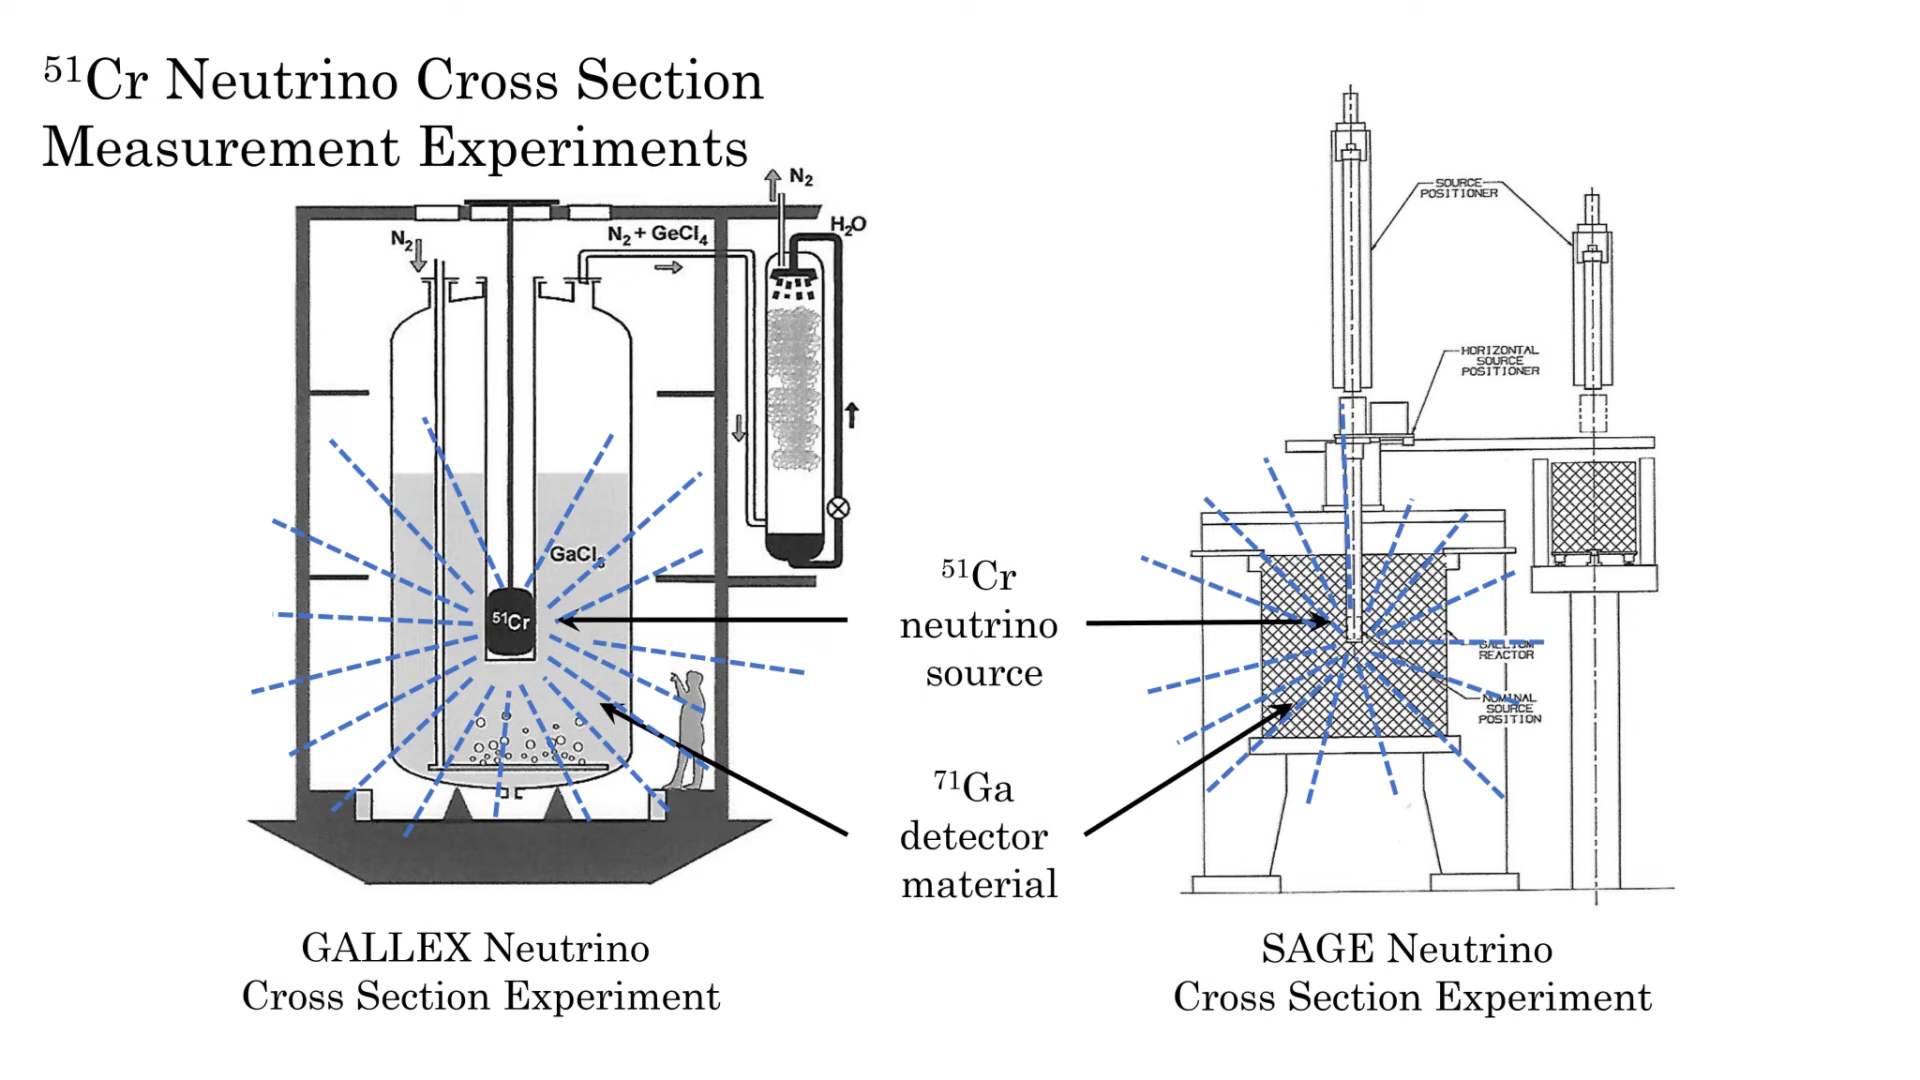 ⁵¹Cr Neutrino Cross Section
Measurement Experiments
N₂
H₂O
N₂
N₂ + GeCl₄
GaCl₃
⁵¹Cr
GALLEX Neutrino
Cross Section Experiment
⁵¹Cr
neutrino
source
⁷¹Ga
detector
material
SOURCE
POSITIONER
HORIZONTAL
SOURCE
POSITIONER
GALLIUM
REACTOR
NOMINAL
SOURCE
POSITION
SAGE Neutrino
Cross Section Experiment